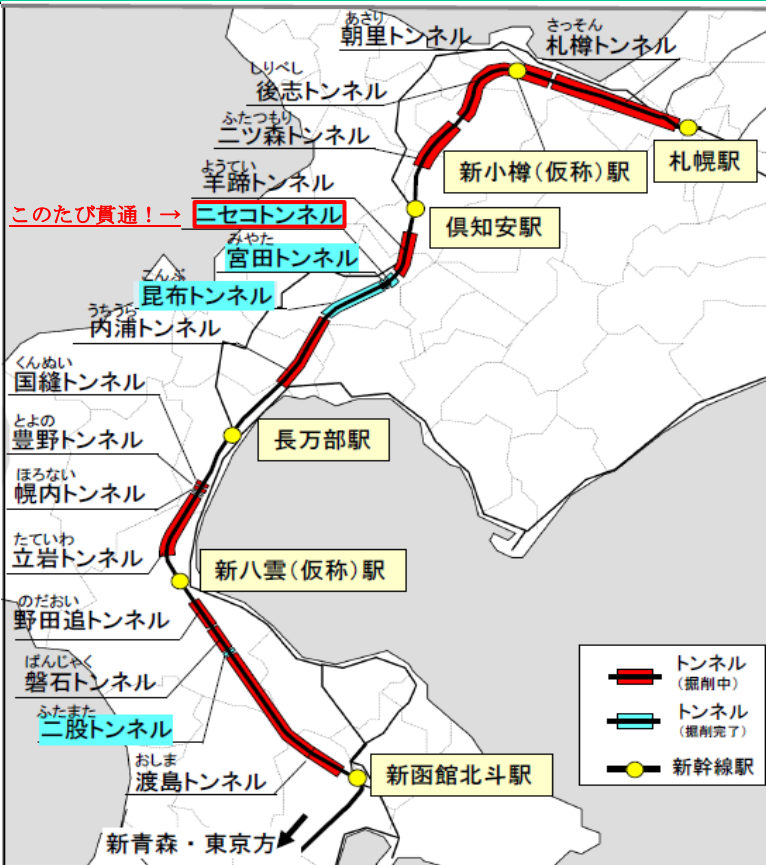 あさり
朝里トンネル
さっそん
札樽トンネル
しりべし
後志トンネル
ふたつもり
二ツ森トンネル
札幌駅
新小樽(仮称)駅
ようてい
羊蹄トンネル
このたび貫通!→
ニセコトンネル
倶知安駅
みやた
宮田トンネル
こんぶ
昆布トンネル
うちうら
内浦トンネル
くんぬい
国縫トンネル
とよの
豊野トンネル
長万部駅
ほろない
幌内トンネル
たていわ
立岩トンネル
新八雲(仮称)駅
のだおい
野田追トンネル
ばんじゃく
磐石トンネル
ふたまた
二股トンネル
おしま
渡島トンネル
新函館北斗駅
新青森・東京方
トンネル
(掘削中)
トンネル
(掘削完了)
新幹線駅